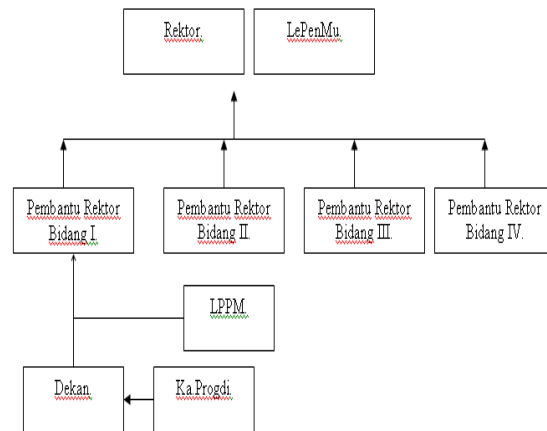 Rektor.
LePenMu.
Pembantu Rektor
Bidang I.
Pembantu Rektor
Bidang II.
Pembantu Rektor
Bidang III.
Pembantu Rektor
Bidang IV.
LPPM.
Dekan.
Ka.Progdi.